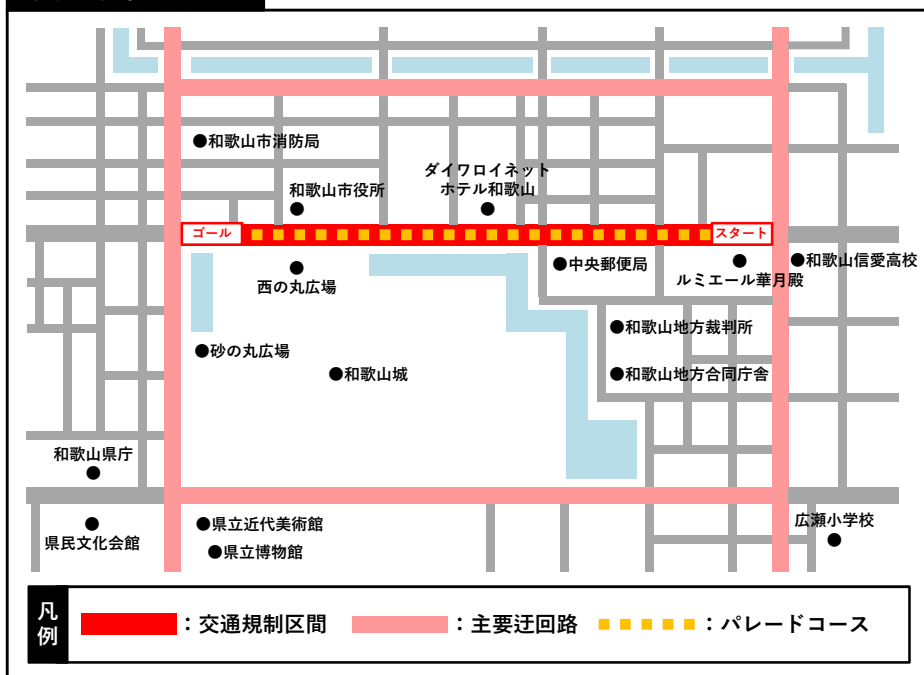 和歌山市消防局
ダイワロイネット
ホテル和歌山
和歌山市役所
ゴール
スタート
中央郵便局
和歌山信愛高校
西の丸広場
ルミエール華月殿
和歌山地方裁判所
砂の丸広場
和歌山城
和歌山地方合同庁舎
和歌山県庁
県立近代美術館
広瀬小学校
県民文化会館
県立博物館
凡例
：交通規制区間
：主要迂回路
：パレードコース